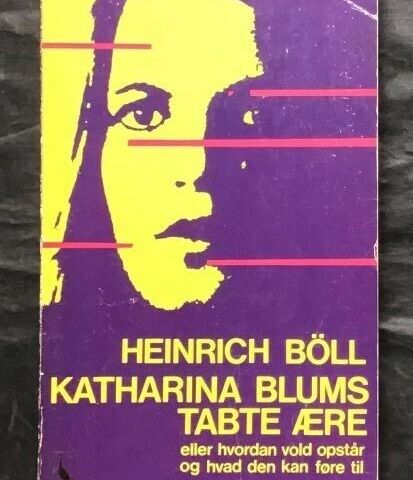 HEINRICH BÖLL
KATHARINA BLUMS
TABTE ÆRE
eller hvordan vold opstår
og hvad den kan føre til